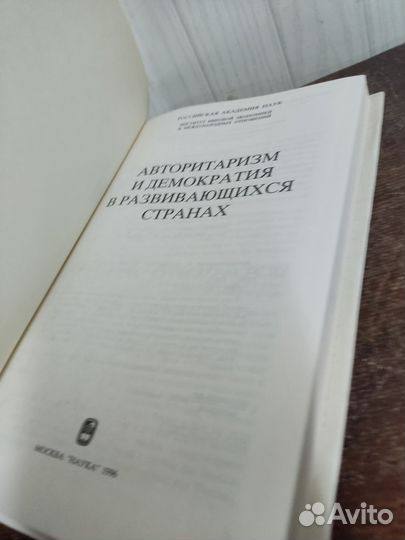 РОССИЙСКАЯ АКАДЕМИЯ НАУК
ИНСТИТУТ МИРОВОЙ ЭКОНОМИКИ
И МЕЖДУНАРОДНЫХ ОТНОШЕНИЙ
АВТОРИТАРИЗМ
И ДЕМОКРАТИЯ
В РАЗВИВАЮЩИХСЯ
СТРАНАХ
МОСКВА "НАУКА" 1996
Avito